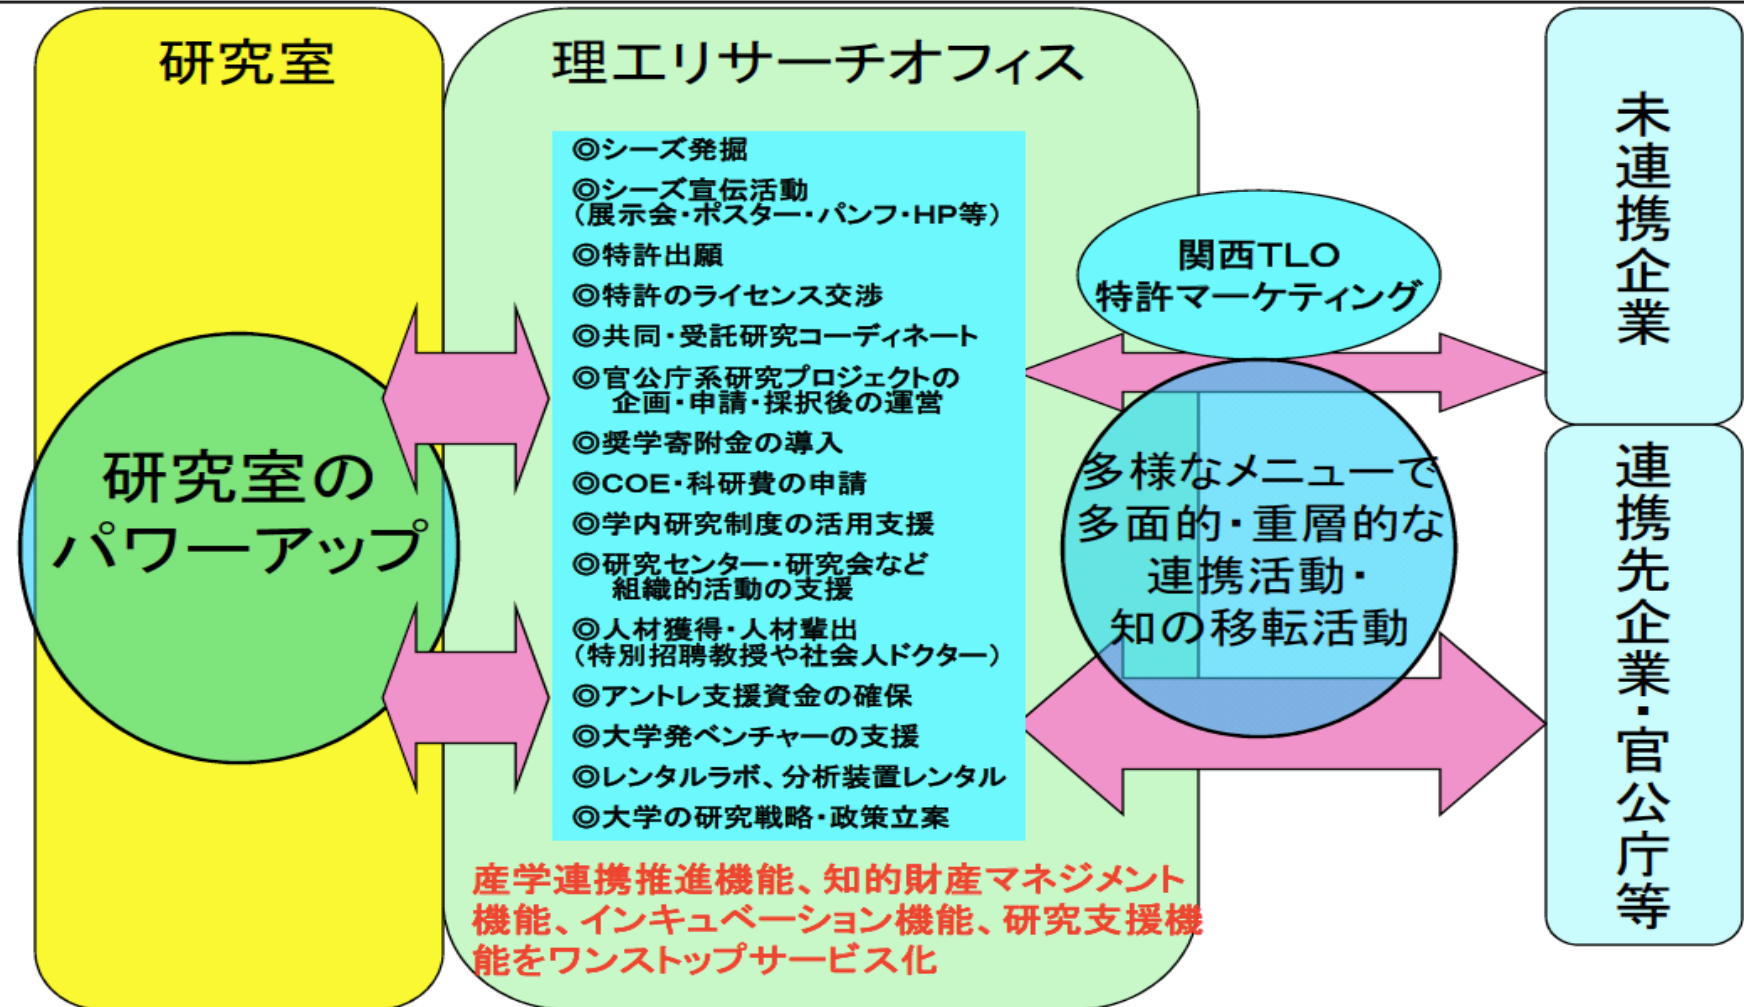 研究室
研究室の
パワーアップ
理工リサーチオフィス
◎シーズ発掘
◎シーズ宣伝活動
（展示会・ポスター・パンフ・HP等）
◎特許出願
◎特許のライセンス交渉
◎共同・受託研究コーディネート
◎官公庁系研究プロジェクトの
企画・申請・採択後の運営
◎奨学寄附金の導入
◎COE・科研費の申請
◎学内研究制度の活用支援
◎研究センター・研究会など
組織的活動の支援
◎人材獲得・人材輩出
（特別招聘教授や社会人ドクター）
◎アントレ支援資金の確保
◎大学発ベンチャーの支援
◎レンタルラボ、分析装置レンタル
◎大学の研究戦略・政策立案
産学連携推進機能、知的財産マネジメント
機能、インキュベーション機能、研究支援機
能をワンストップサービス化
関西TLO
特許マーケティング
多様なメニューで
多面的・重層的な
連携活動・
知の移転活動
未連携企業
連携先企業・官公庁等